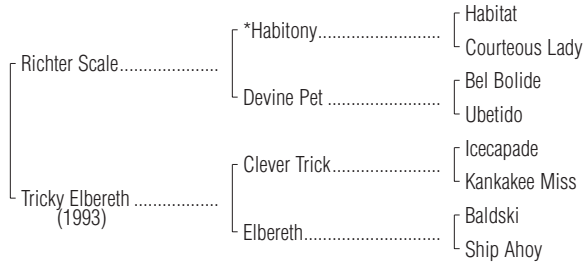 Habitat
*Habitony
Courteous Lady
Richter Scale
Bel Bolide
Devine Pet
Ubetido
Icecapade
Clever Trick
Kankakee Miss
Tricky Elbereth
(1993)
Baldski
Elbereth
Ship Ahoy